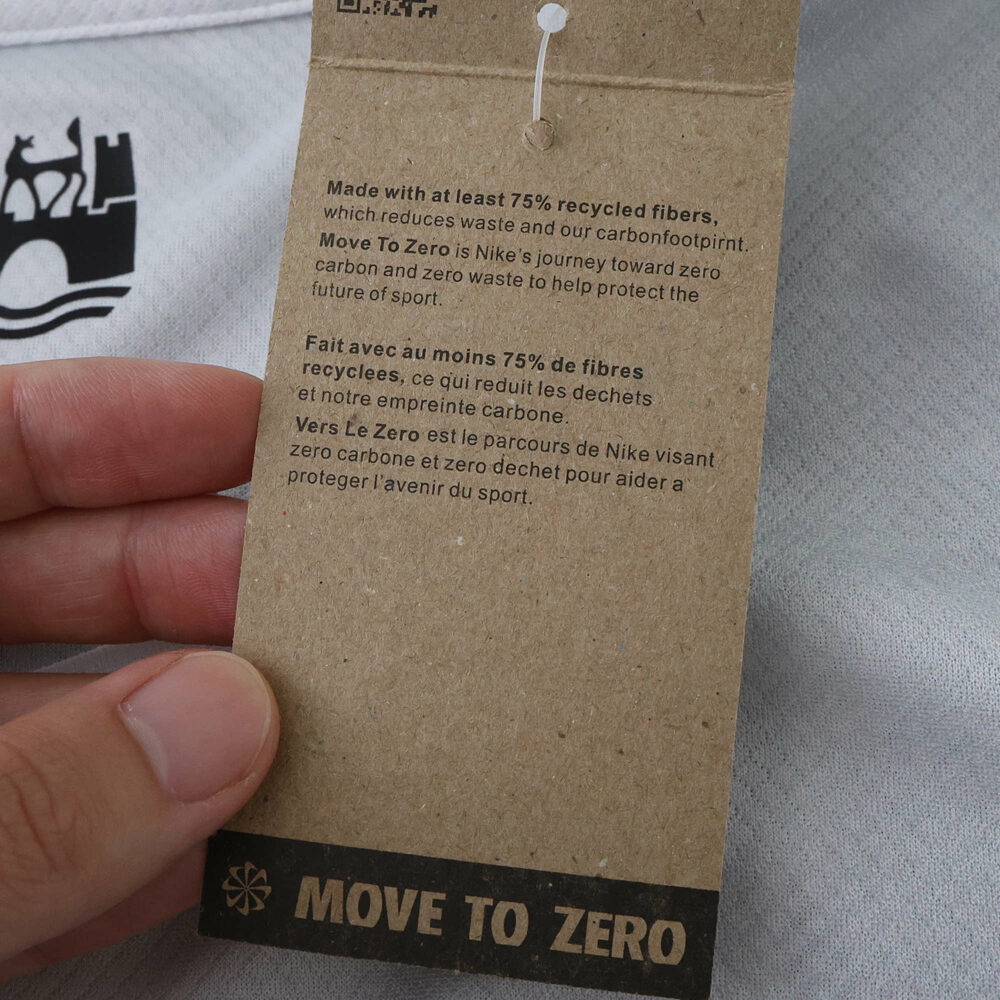 Made with at least 75% recycled fibers,
which reduces waste and our carbonfootpirnt.
Move To Zero is Nike's journey toward zero
carbon and zero waste to help protect the
future of sport.
Fait avec au moins 75% de fibres
recyclees, ce qui reduit les dechets
et notre empreinte carbone.
Vers Le Zero est le parcours de Nike visant
zero carbone et zero dechet pour aider a
proteger l'avenir du sport.
MOVE TO ZERO